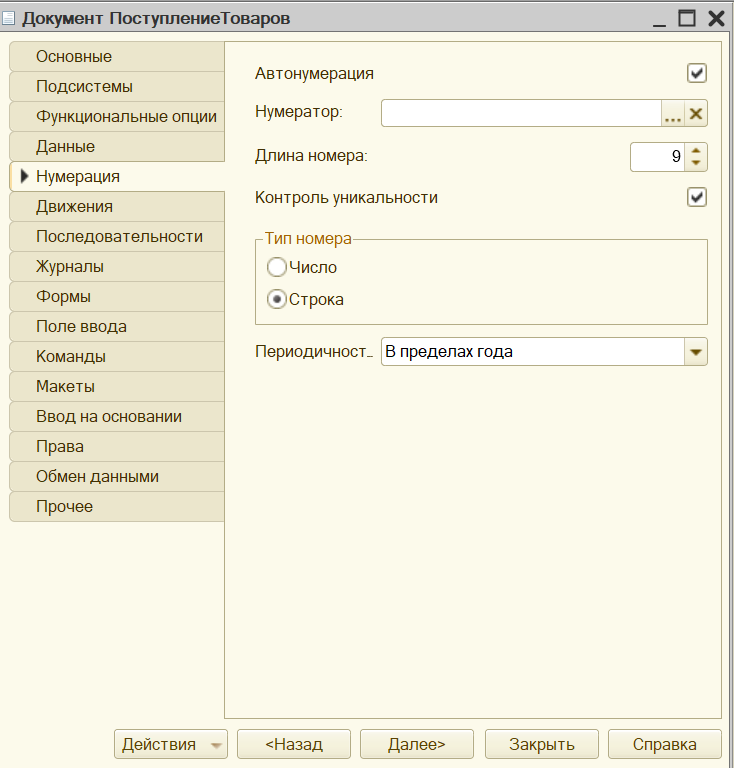 Документ ПоступлениеТоваров
Основные
Подсистемы
Функциональные опции
Данные
Нумерация
Движения
Последовательности
Журналы
Формы
Поле ввода
Команды
Макеты
Ввод на основании
Права
Обмен данными
Прочее
Автонумерация
Нумератор:
...
Длина номера:
9
Контроль уникальности
Тип номера
Число
Строка
Периодичност...
В пределах года
Действия
<Назад
Далее>
Закрыть
Справка